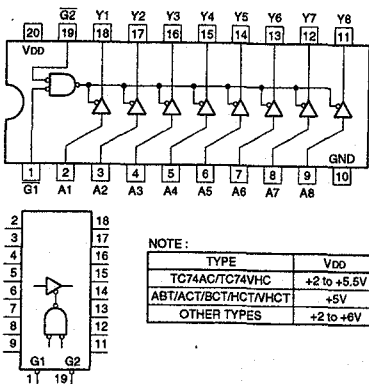 G2 Y1 Y2 Y3 Y4 Y5 Y6 Y7 Y8
20 19 18 17 16 15 14 13 12 11
VDD
GND
1 2 3 4 5 6 7 8 9 10
G1 A1 A2 A3 A4 A5 A6 A7 A8
2 18
3 17
4 16
5 15
6 14
7 13
8 12
9 11
G1 G2
1 19
NOTE :
TYPE VDD
TC74AC/TC74VHC +2 to +5.5V
ABT/ACT/BCT/HCT/VHCT +5V
OTHER TYPES +2 to +6V